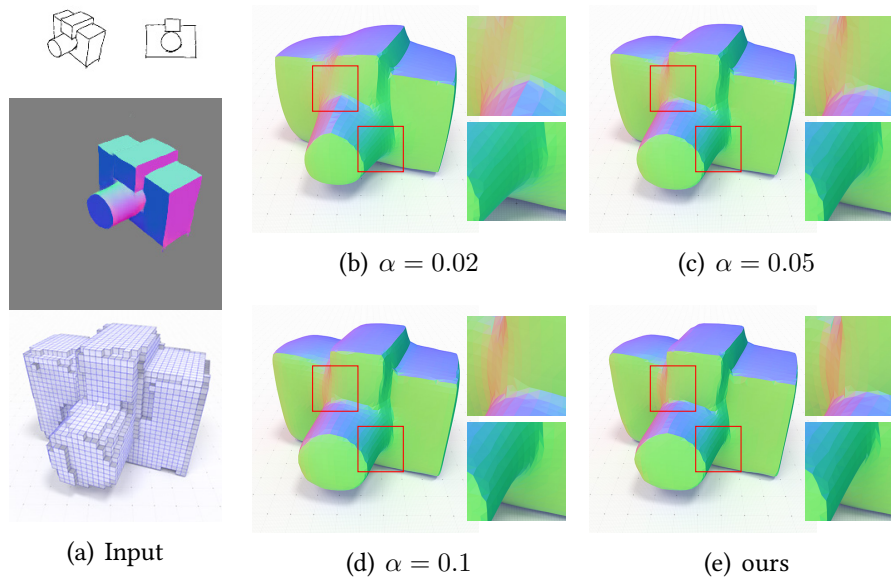 (a) Input
(b) α = 0.02
(c) α = 0.05
(d) α = 0.1
(e) ours